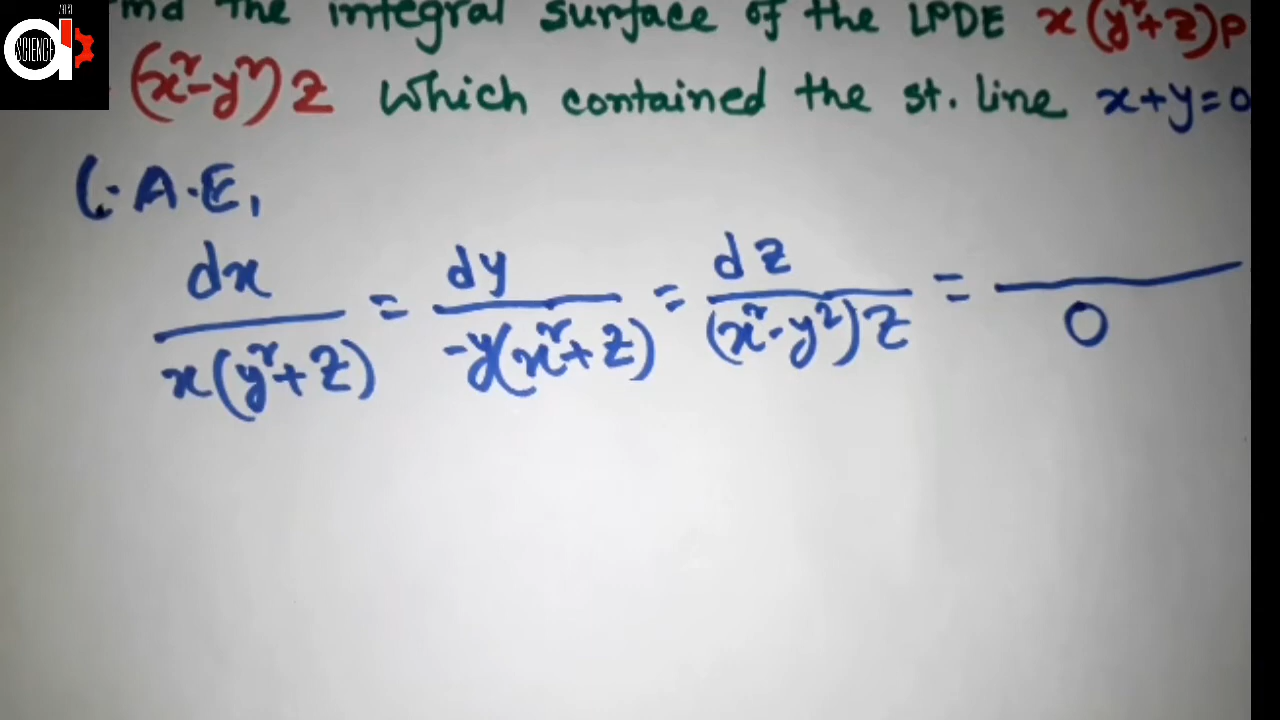 the integral surface of the LPDE x(y²+z)p
(x²-y²)z which contained the st. line x+y=0
(. A.E,
dx / x(y²+z) = dy / -y(x²+z) = dz / (x²-y²)z = / 0
SCIENCE